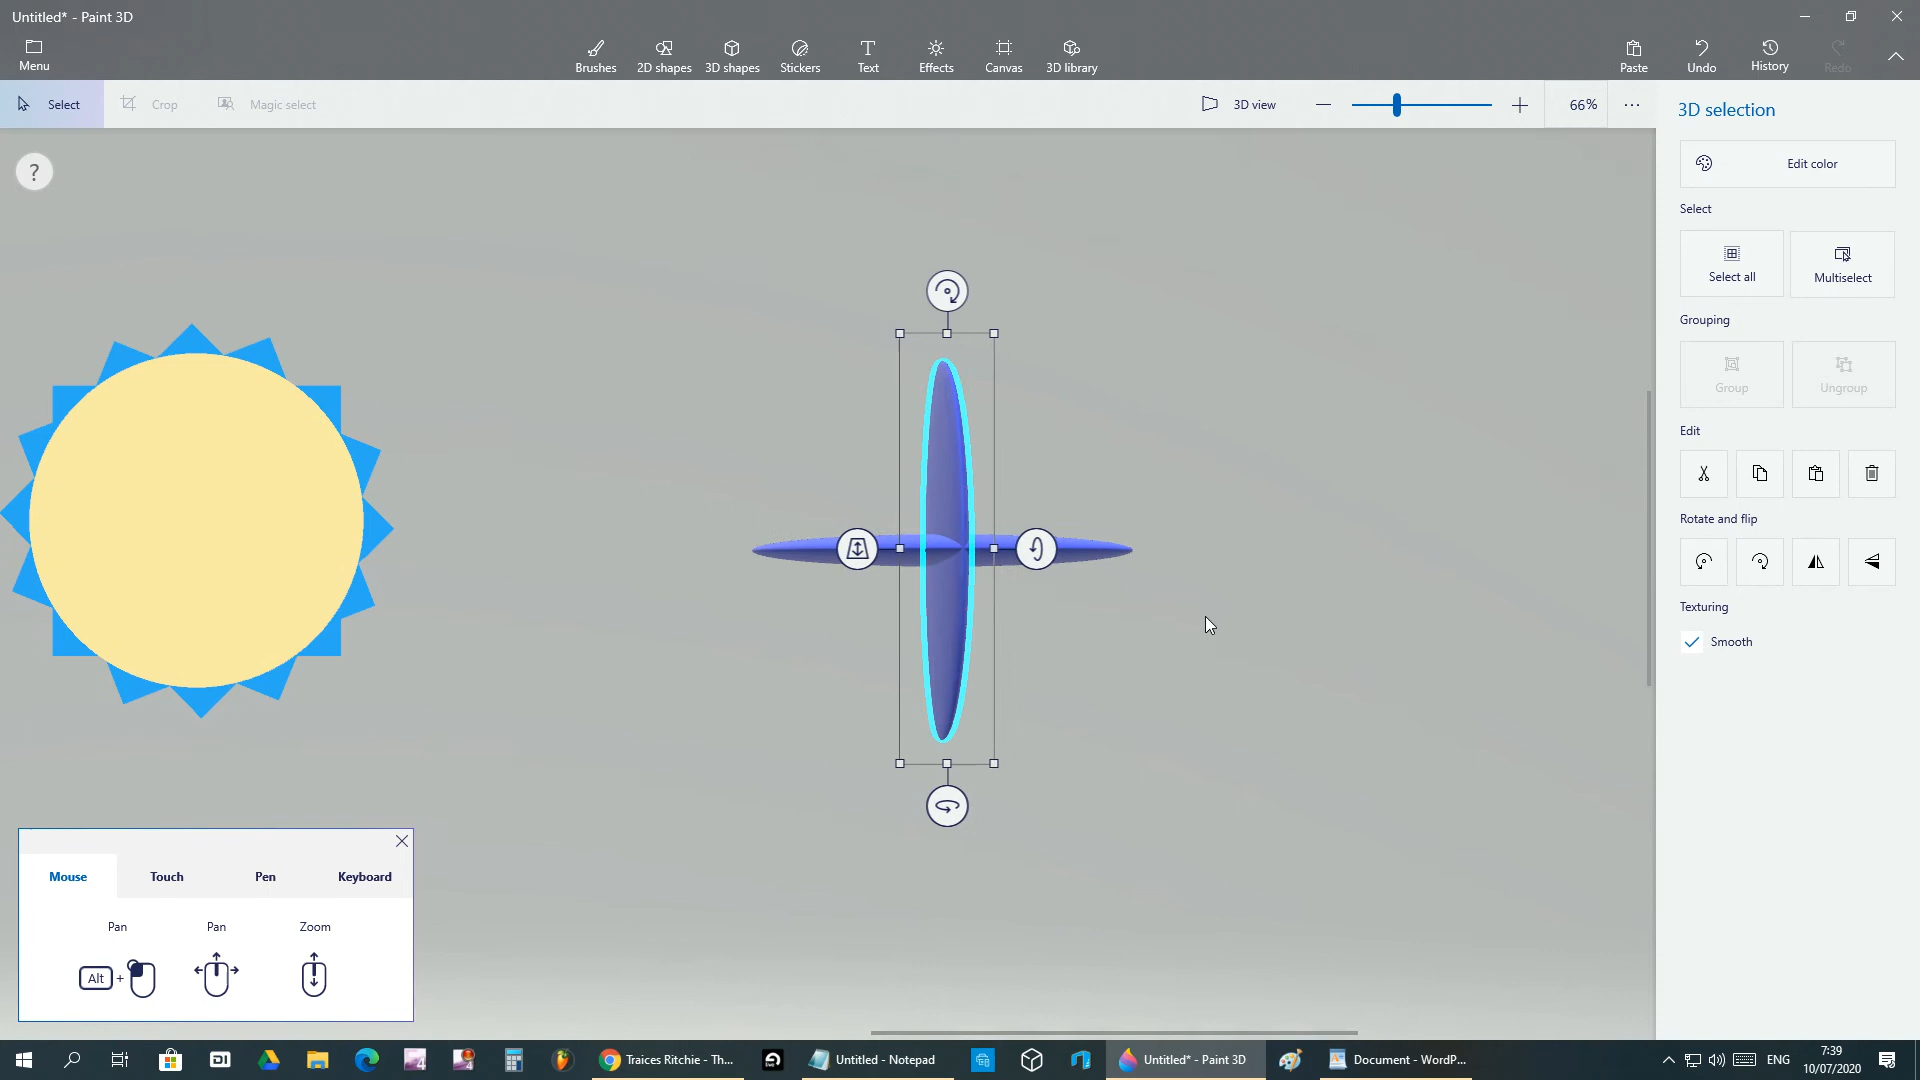 Untitled* - Paint 3D
Menu
Brushes
2D shapes
3D shapes
Stickers
Text
Effects
Canvas
3D library
Paste
Undo
History
Redo
Select
Crop
Magic select
3D view
66%
3D selection
Edit color
Select
Select all
Multiselect
Grouping
Group
Ungroup
Edit
Rotate and flip
Texturing
Smooth
?
Mouse
Touch
Pen
Keyboard
Pan
Pan
Zoom
Alt +
Traices Ritchie - Th...
Untitled - Notepad
Untitled* - Paint 3D
Document - WordP...
ENG
7:39
10/07/2020